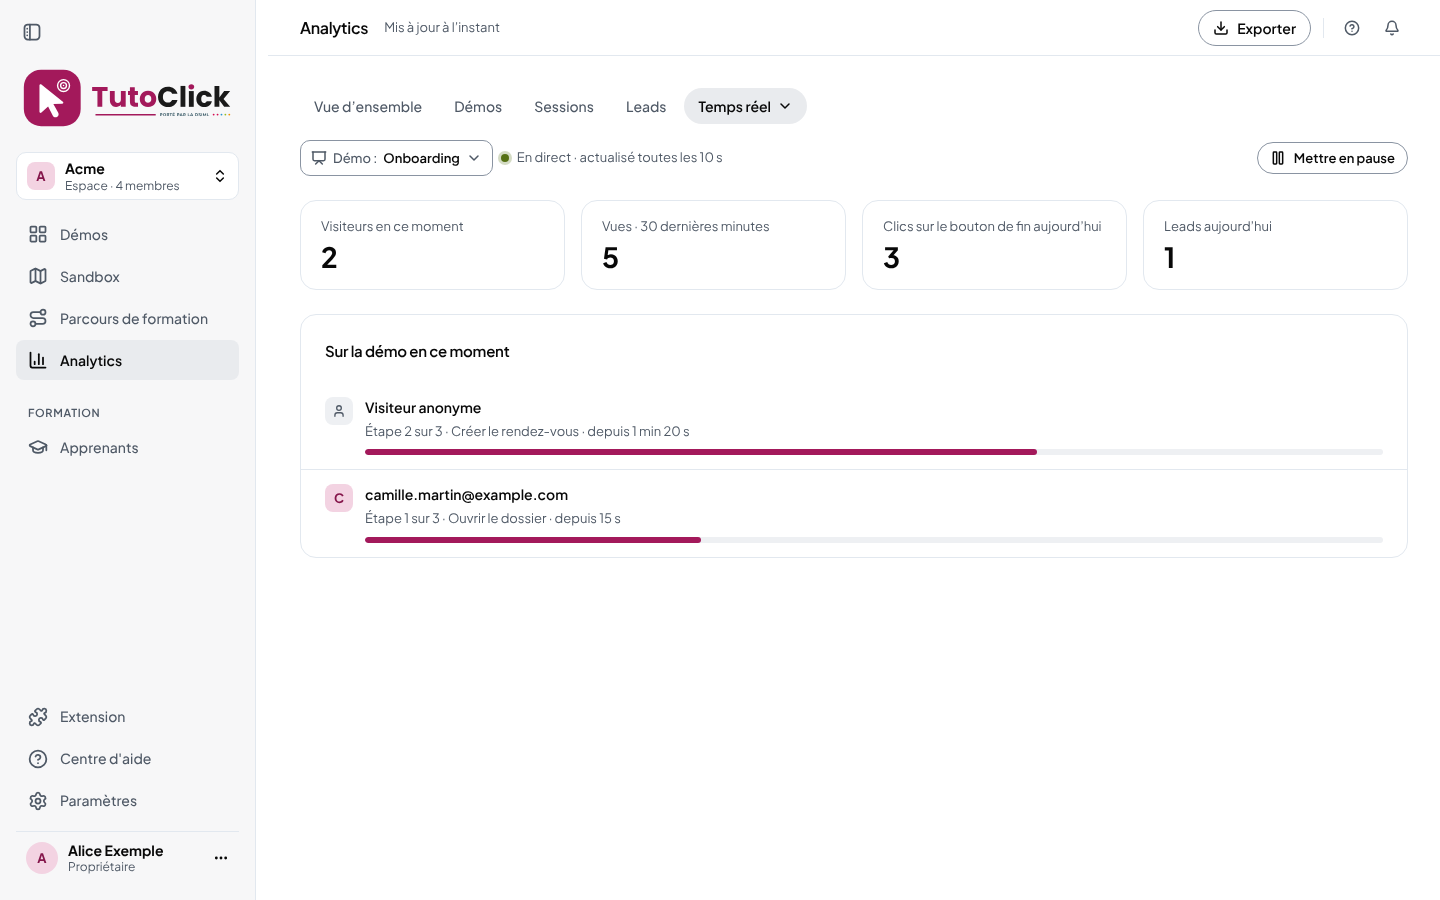 Analytics
Mis à jour à l’instant
Exporter
TutoClick
PORTÉ PAR LA DSIML
A
Acme
Espace · 4 membres
Démos
Sandbox
Parcours de formation
Analytics
FORMATION
Apprenants
Extension
Centre d'aide
Paramètres
A
Alice Exemple
Propriétaire
Vue d’ensemble
Démos
Sessions
Leads
Temps réel
Démo : Onboarding
En direct · actualisé toutes les 10 s
Mettre en pause
Visiteurs en ce moment
2
Vues · 30 dernières minutes
5
Clics sur le bouton de fin aujourd’hui
3
Leads aujourd’hui
1
Sur la démo en ce moment
Visiteur anonyme
Étape 2 sur 3 · Créer le rendez-vous · depuis 1 min 20 s
C
camille.martin@example.com
Étape 1 sur 3 · Ouvrir le dossier · depuis 15 s